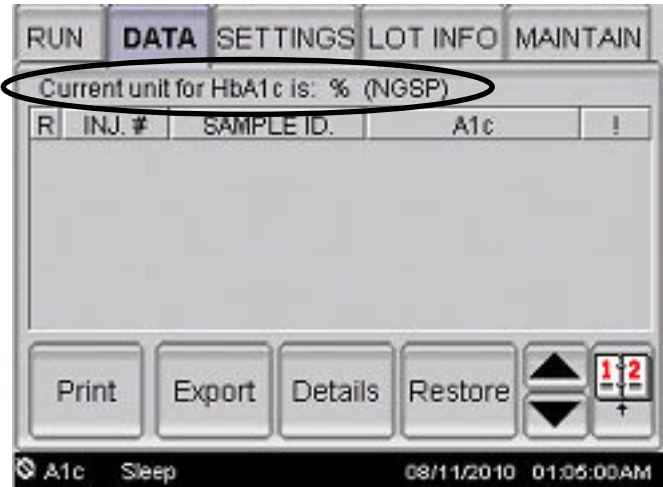 RUN DATA SETTINGS LOT INFO MAINTAIN
Current unit for HbA1c is: % (NGSP)
R INJ. # SAMPLE ID. A1c !
Print Export Details Restore 1 2
A1c Sleep 08/11/2010 01:05:00AM